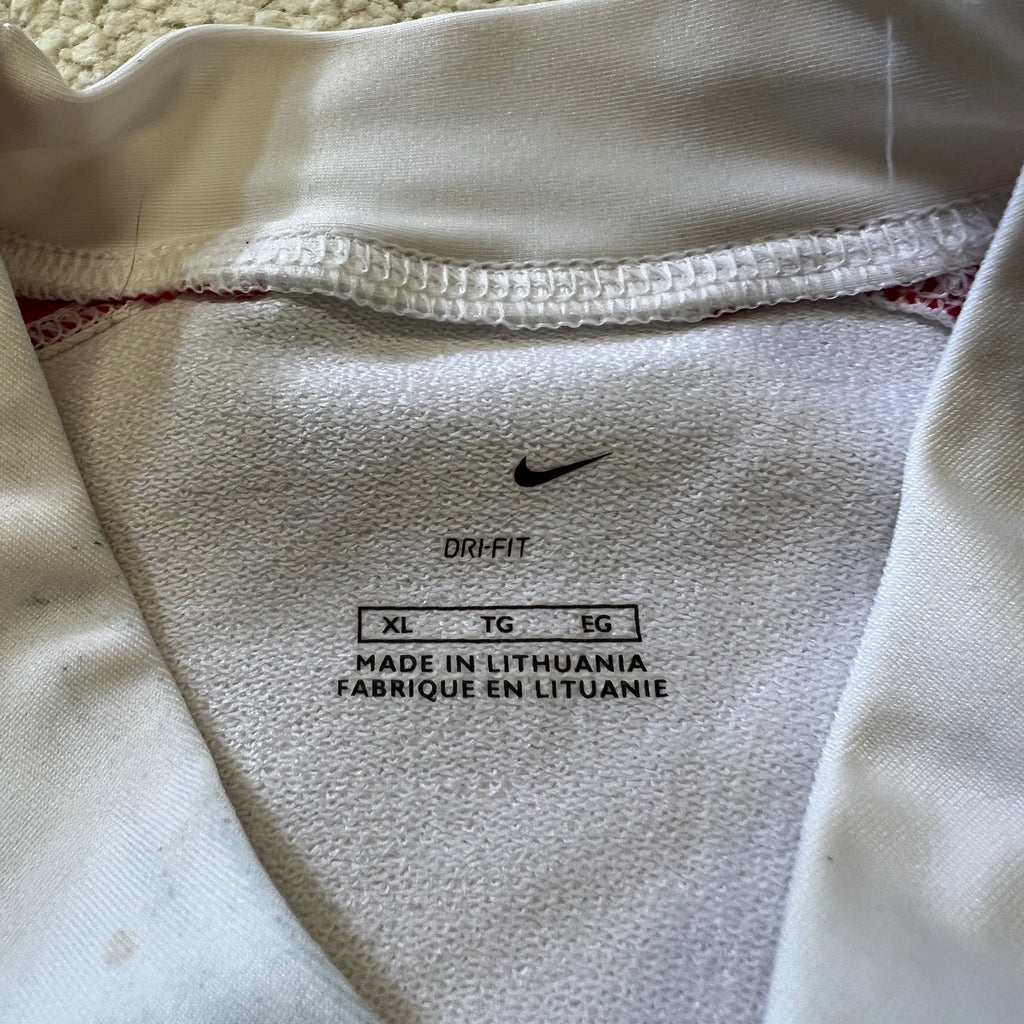 DRI-FIT
XL TG EG
MADE IN LITHUANIA
FABRIQUE EN LITUANIE